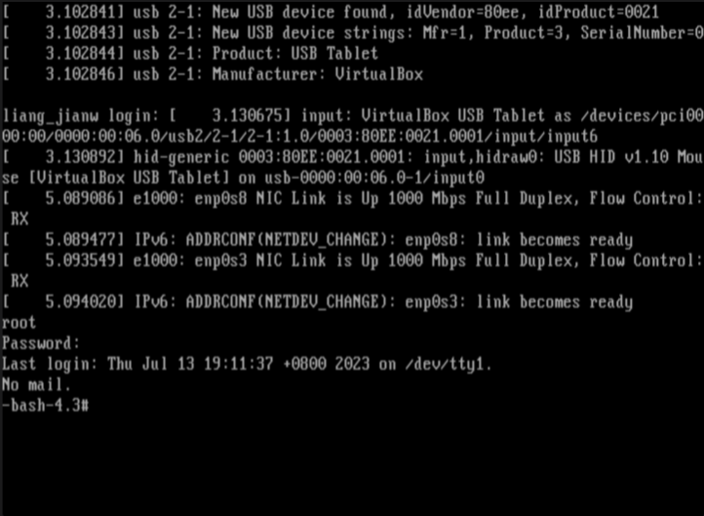 [    3.102841] usb 2-1: New USB device found, idVendor=80ee, idProduct=0021
[    3.102843] usb 2-1: New USB device strings: Mfr=1, Product=3, SerialNumber=0
[    3.102844] usb 2-1: Product: USB Tablet
[    3.102846] usb 2-1: Manufacturer: VirtualBox
liang_jianw login: [    3.130675] input: VirtualBox USB Tablet as /devices/pci00
00:00/0000:00:06.0/usb2/2-1/2-1:1.0/0003:80EE:0021.0001/input/input6
[    3.130892] hid-generic 0003:80EE:0021.0001: input,hidraw0: USB HID v1.10 Mou
se [VirtualBox USB Tablet] on usb-0000:00:06.0-1/input0
[    5.089086] e1000: enp0s8 NIC Link is Up 1000 Mbps Full Duplex, Flow Control:
 RX
[    5.089477] IPv6: ADDRCONF(NETDEV_CHANGE): enp0s8: link becomes ready
[    5.093549] e1000: enp0s3 NIC Link is Up 1000 Mbps Full Duplex, Flow Control:
 RX
[    5.094020] IPv6: ADDRCONF(NETDEV_CHANGE): enp0s3: link becomes ready
root
Password:
Last login: Thu Jul 13 19:11:37 +0800 2023 on /dev/tty1.
No mail.
-bash-4.3#